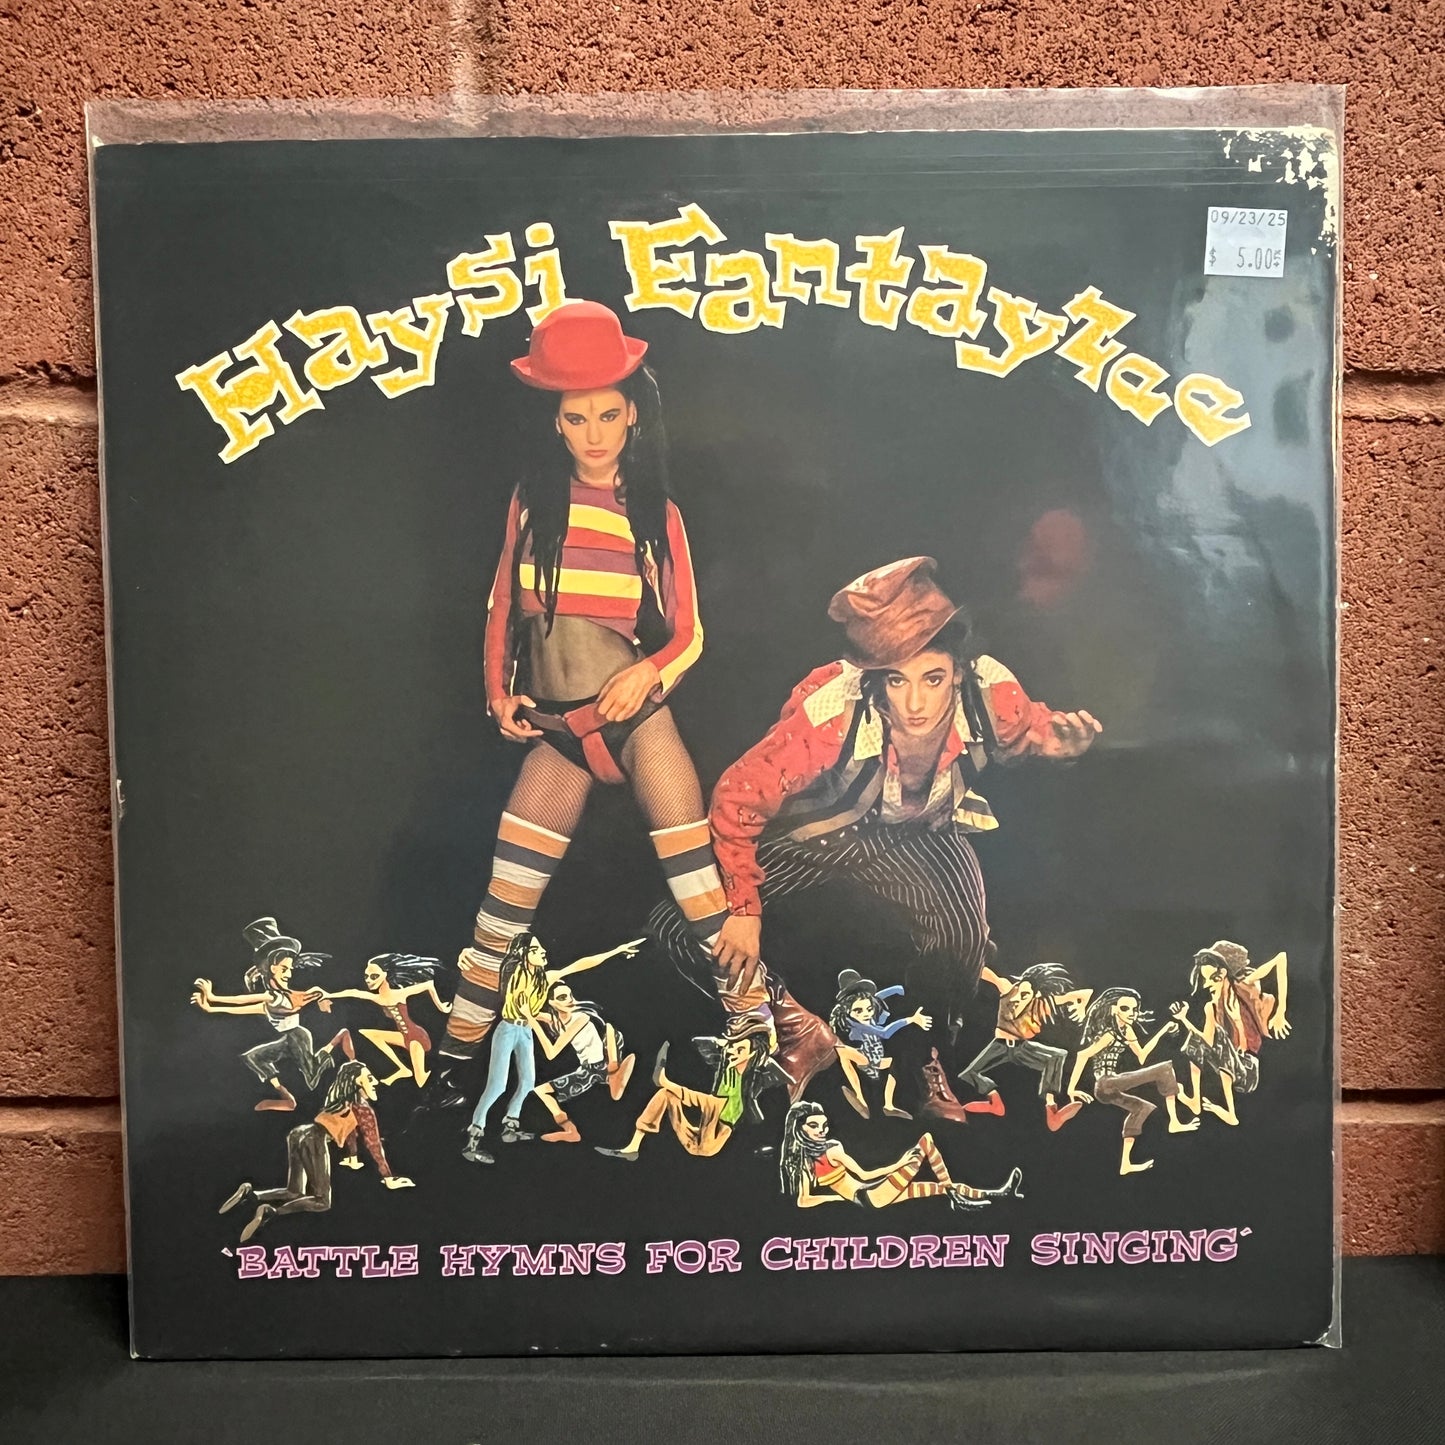 Haysi Fantayzee
09/23/25
$ 5.00
`BATTLE HYMNS FOR CHILDREN SINGING´